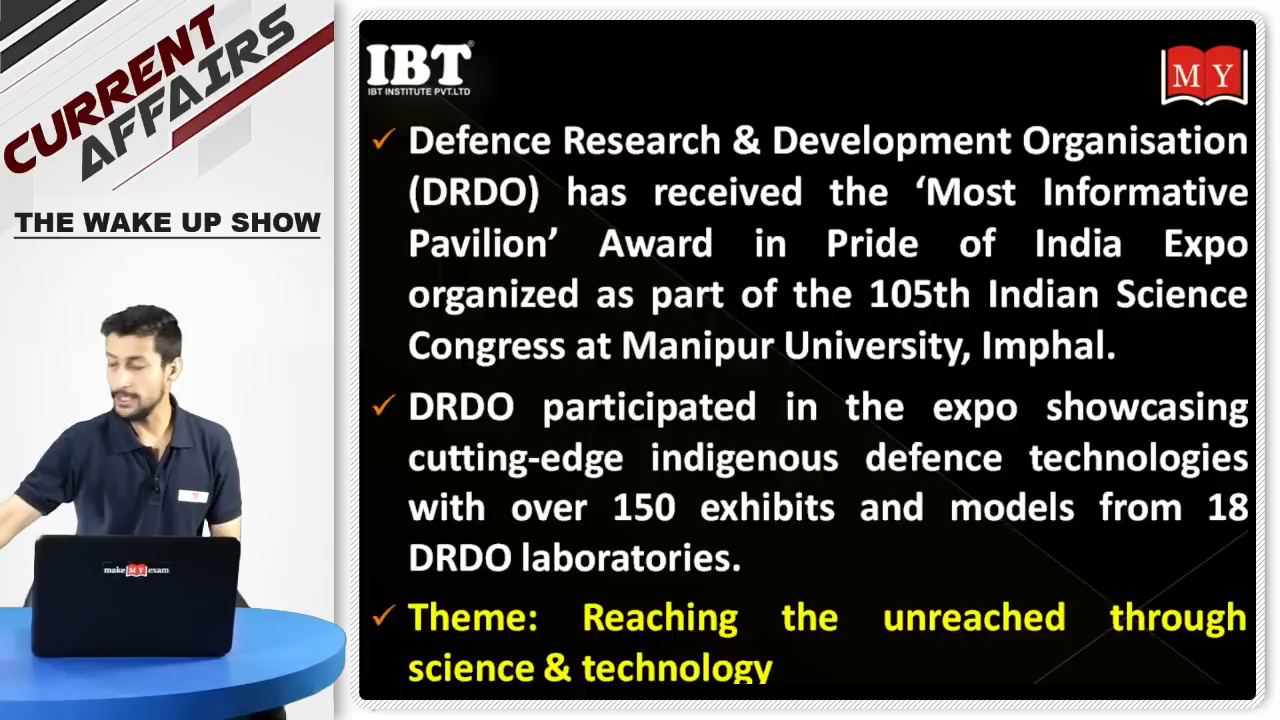 CURRENT
AFFAIRS
THE WAKE UP SHOW
make MY exam
IBT
IBT INSTITUTE PVT.LTD
M Y
✓ Defence Research & Development Organisation
(DRDO) has received the ‘Most Informative
Pavilion’ Award in Pride of India Expo
organized as part of the 105th Indian Science
Congress at Manipur University, Imphal.
✓ DRDO participated in the expo showcasing
cutting-edge indigenous defence technologies
with over 150 exhibits and models from 18
DRDO laboratories.
✓ Theme: Reaching the unreached through
science & technology